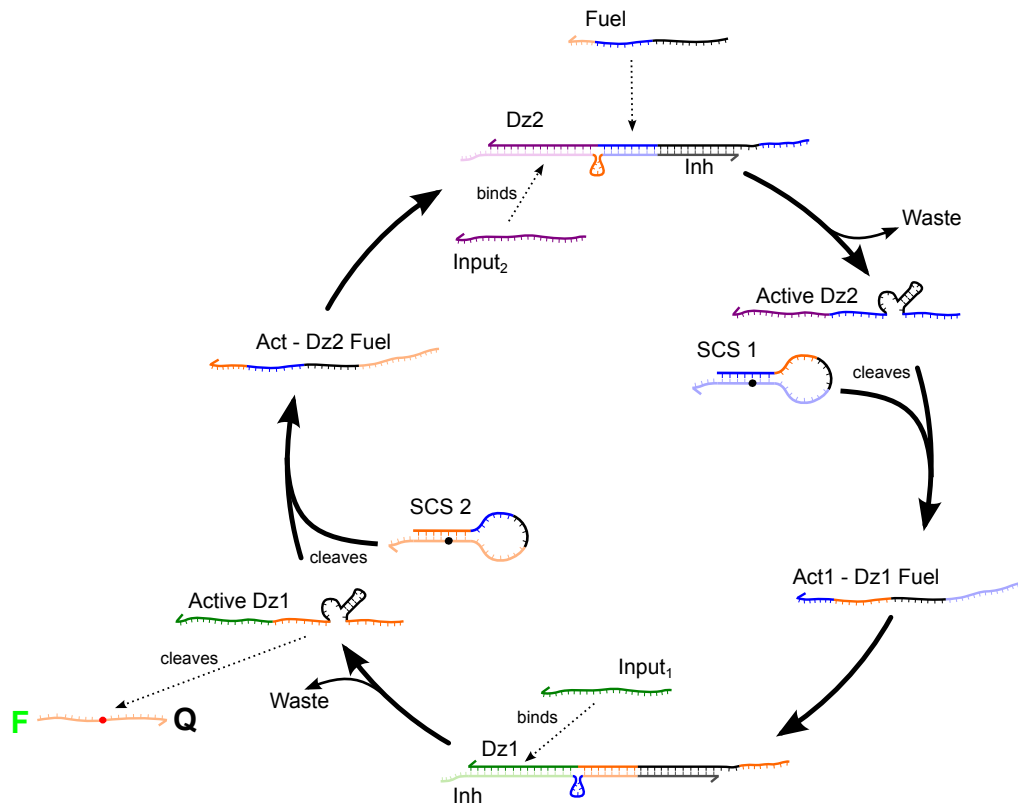 Fuel
Dz2
Inh
binds
Input₂
Waste
Active Dz2
SCS 1
cleaves
Act - Dz2 Fuel
SCS 2
cleaves
Act1 - Dz1 Fuel
Active Dz1
cleaves
Input₁
Waste
binds
F
Q
Dz1
Inh